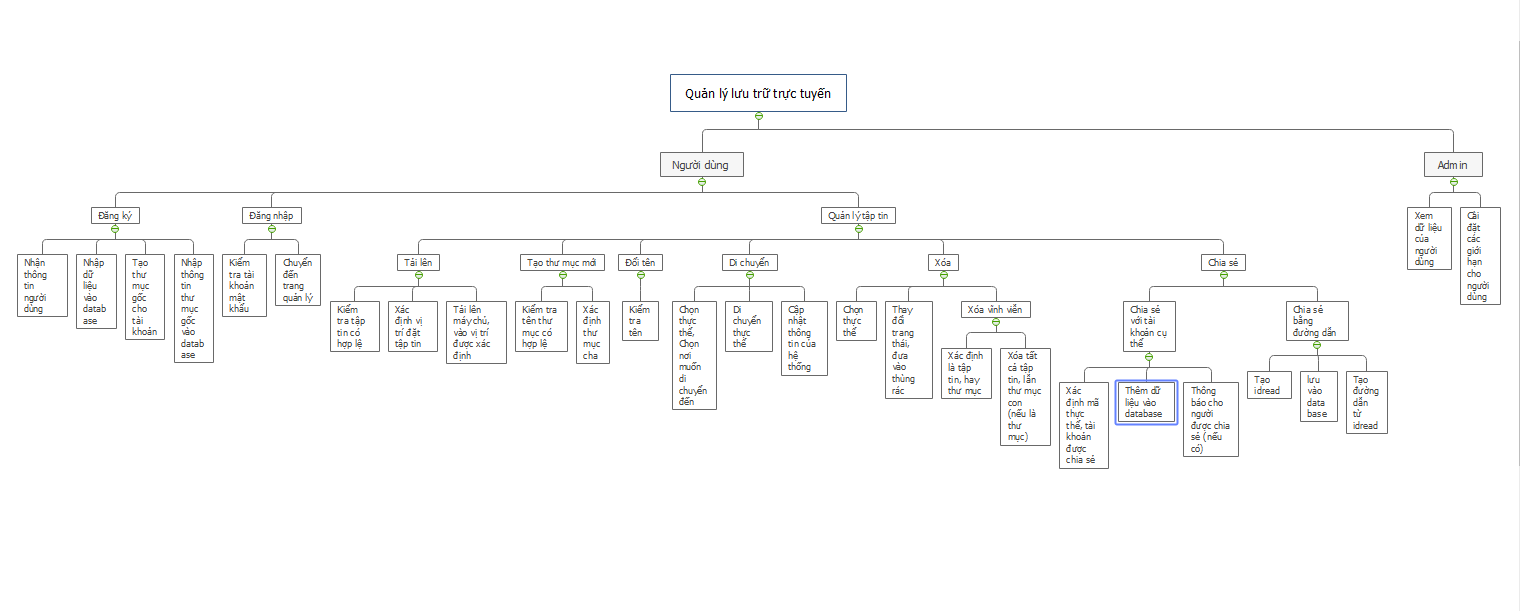 Quản lý lưu trữ trực tuyến
Người dùng
Admin
Đăng ký
Đăng nhập
Quản lý tập tin
Xem
dữ liệu
của
người
dùng
Cài
đặt
các
giới
hạn
cho
người
dùng
Nhận
thông
tin
người
dùng
Nhập
dữ
liệu
vào
datab
ase
Tạo
thư
mục
gốc
cho
tài
khoản
Nhập
thông
tin
thư
mục
gốc
vào
datab
ase
Kiểm
tra tài
khoản
mật
khẩu
Chuyển
đến
trang
quản lý
Tải lên
Tạo thư mục mới
Đổi tên
Di chuyển
Xóa
Chia sẻ
Kiểm
tra tập
tin có
hợp lệ
Xác
định vị
trí đặt
tập tin
Tải lên
máy chủ,
vào vị trí
được xác
định
Kiểm tra
tên thư
mục có
hợp lệ
Xác
định
thư
mục
cha
Kiểm
tra
tên
Chọn
thực
thể,
Chọn
nơi
muốn
di
chuyển
đến
Di
chuyển
thực
thể
Cập
nhật
thông
tin của
hệ
thống
Chọn
thực
thể
Thay
đổi
trang
thái,
đưa
vào
thùng
rác
Xóa vĩnh viễn
Xác định
là tập
tin, hay
thư mục
Xóa tất
cả tập
tin, lẫn
thư mục
con
(nếu là
thư
mục)
Chia sẻ
với tài
khoản cụ
thể
Chia sẻ
bằng
đường dẫn
Xác
định mã
thực
thể, tài
khoản
được
chia sẻ
Thêm dữ
liệu vào
database
Thông
báo cho
người
được chia
sẻ (nếu
có)
Tạo
idread
lưu
vào
data
base
Tạo
đường
dẫn
từ
idread